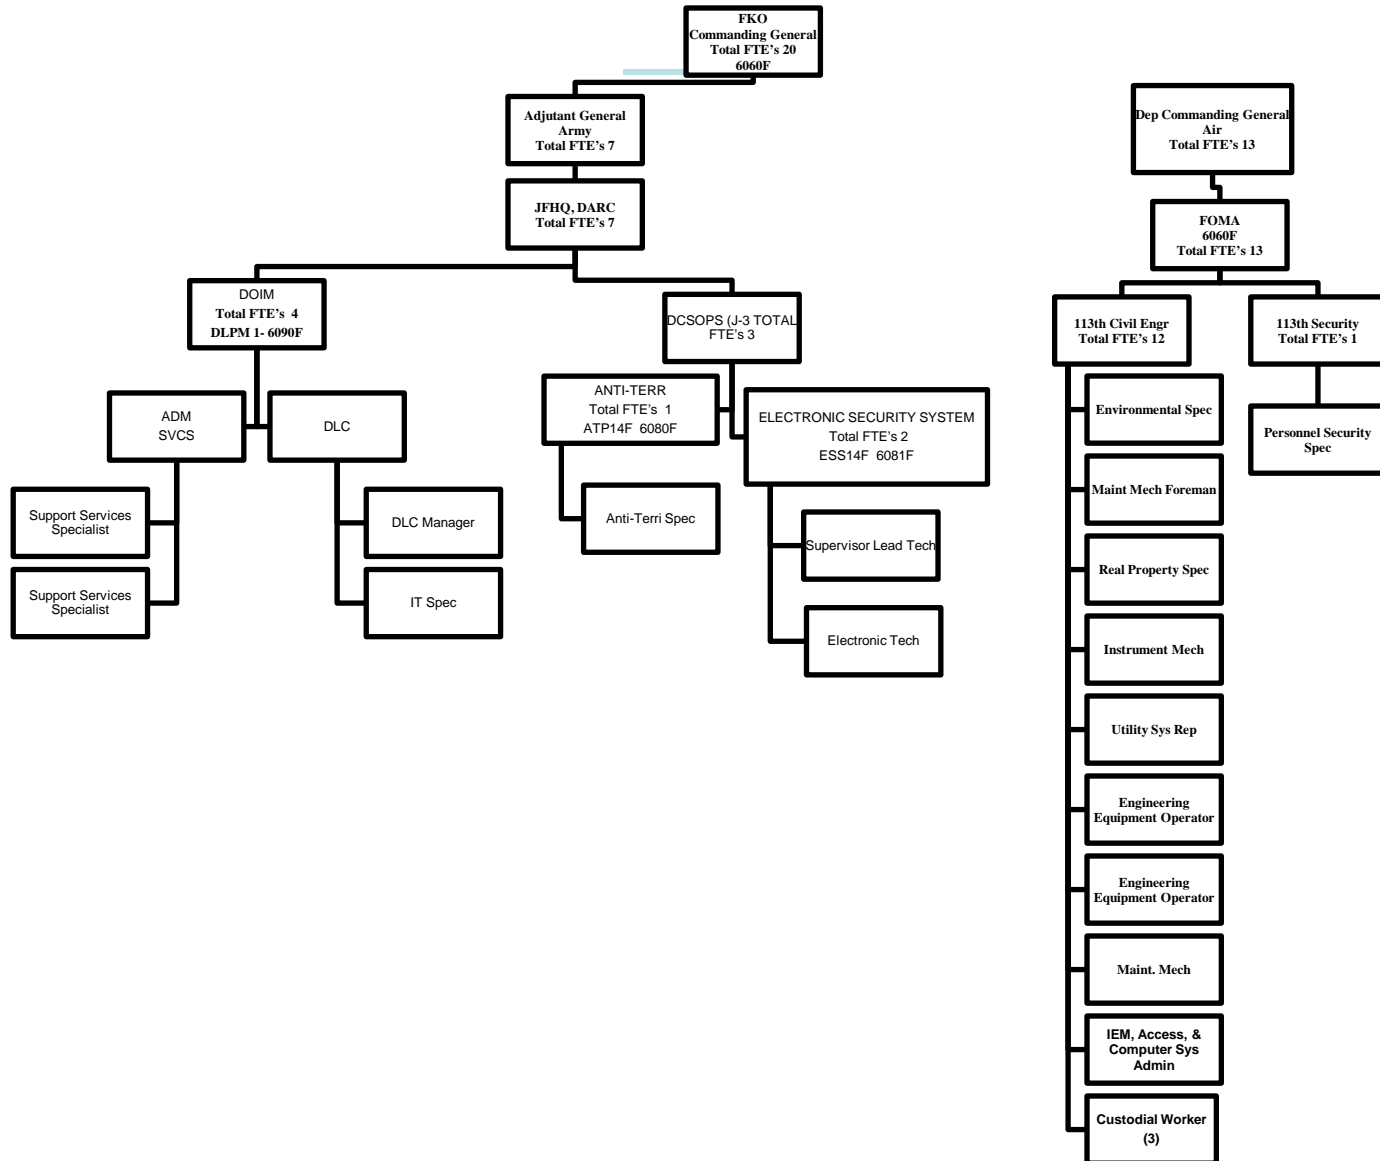 FKO
Commanding General
Total FTE's 20
6060F
Adjutant General
Army
Total FTE's 7
JFHQ, DARC
Total FTE's 7
DOIM
Total FTE's 4
DLPM 1- 6090F
DCSOPS (J-3 TOTAL
FTE's 3
ADM
SVCS
DLC
ANTI-TERR
Total FTE's 1
ATP14F 6080F
ELECTRONIC SECURITY SYSTEM
Total FTE's 2
ESS14F 6081F
Support Services
Specialist
Support Services
Specialist
DLC Manager
IT Spec
Anti-Terri Spec
Supervisor Lead Tech
Electronic Tech
Dep Commanding General
Air
Total FTE's 13
FOMA
6060F
Total FTE's 13
113th Civil Engr
Total FTE's 12
113th Security
Total FTE's 1
Environmental Spec
Maint Mech Foreman
Real Property Spec
Instrument Mech
Utility Sys Rep
Engineering
Equipment Operator
Engineering
Equipment Operator
Maint. Mech
IEM, Access, &
Computer Sys
Admin
Custodial Worker
(3)
Personnel Security
Spec